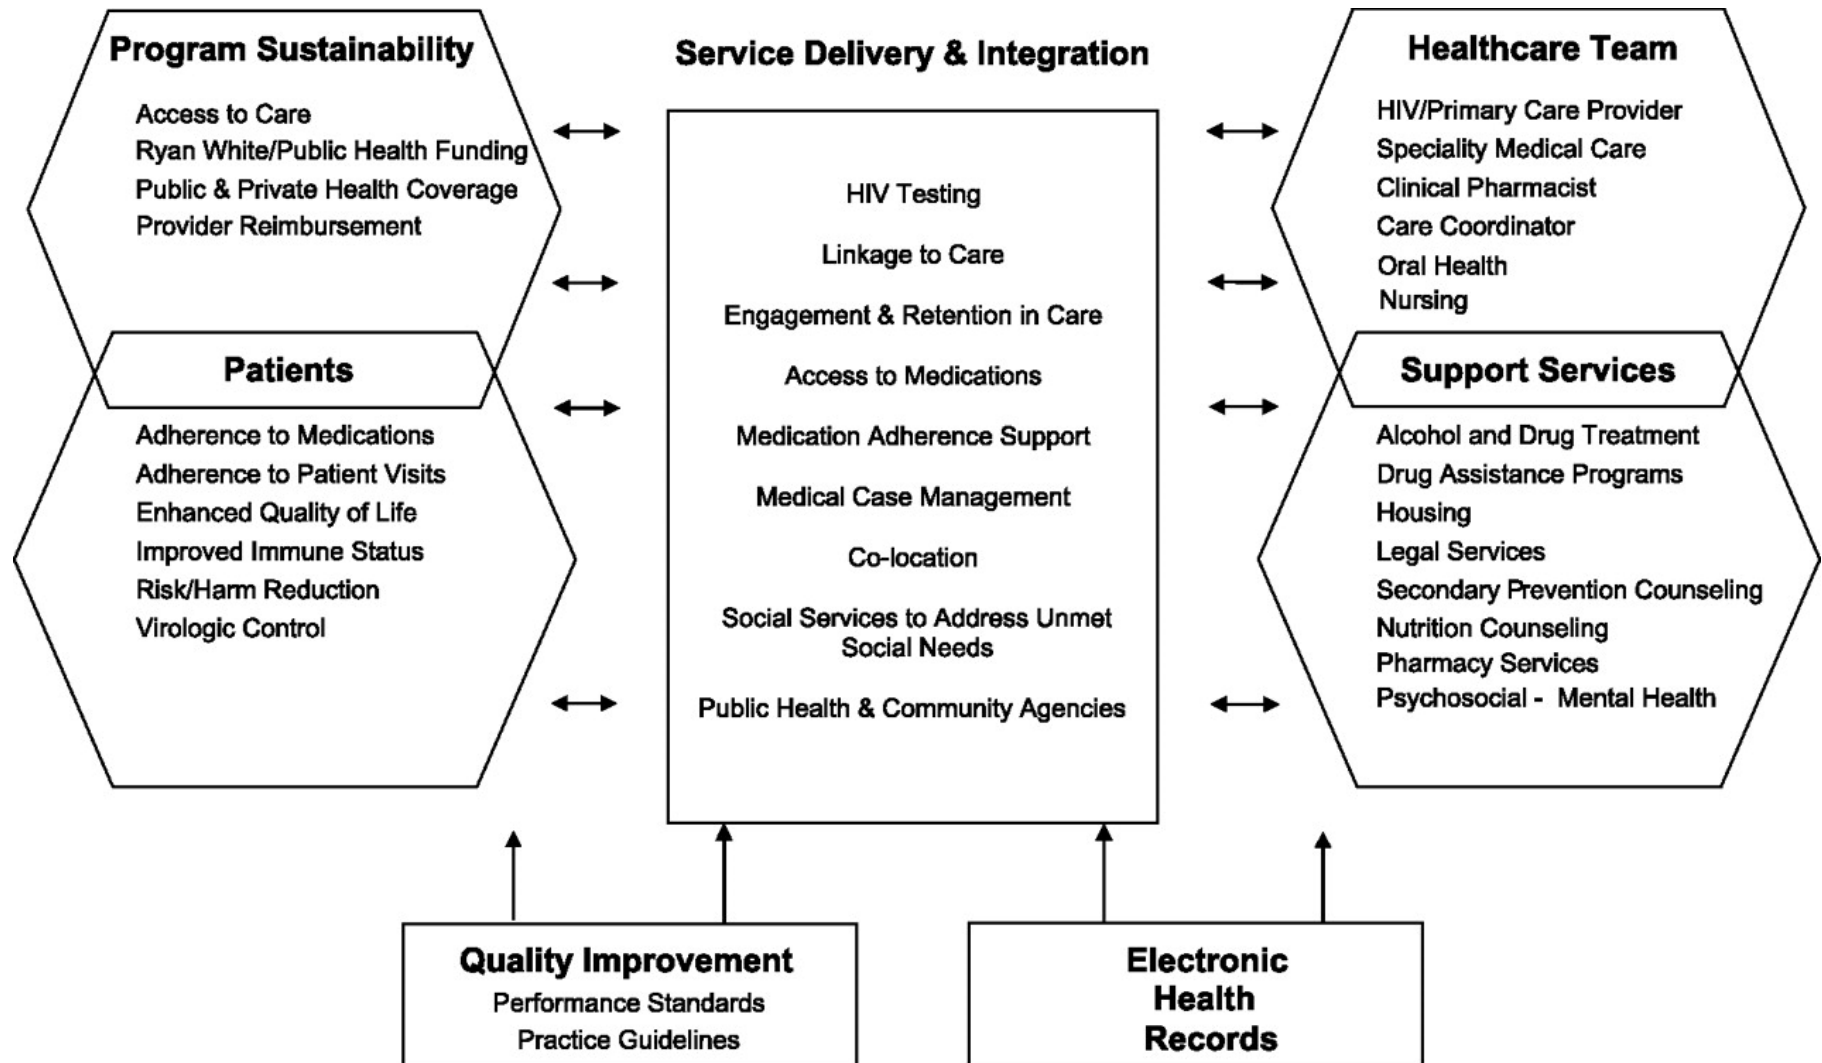 Program Sustainability
Access to Care
Ryan White/Public Health Funding
Public & Private Health Coverage
Provider Reimbursement
Patients
Adherence to Medications
Adherence to Patient Visits
Enhanced Quality of Life
Improved Immune Status
Risk/Harm Reduction
Virologic Control
Service Delivery & Integration
HIV Testing
Linkage to Care
Engagement & Retention in Care
Access to Medications
Medication Adherence Support
Medical Case Management
Co-location
Social Services to Address Unmet
Social Needs
Public Health & Community Agencies
Healthcare Team
HIV/Primary Care Provider
Speciality Medical Care
Clinical Pharmacist
Care Coordinator
Oral Health
Nursing
Support Services
Alcohol and Drug Treatment
Drug Assistance Programs
Housing
Legal Services
Secondary Prevention Counseling
Nutrition Counseling
Pharmacy Services
Psychosocial - Mental Health
Quality Improvement
Performance Standards
Practice Guidelines
Electronic
Health
Records